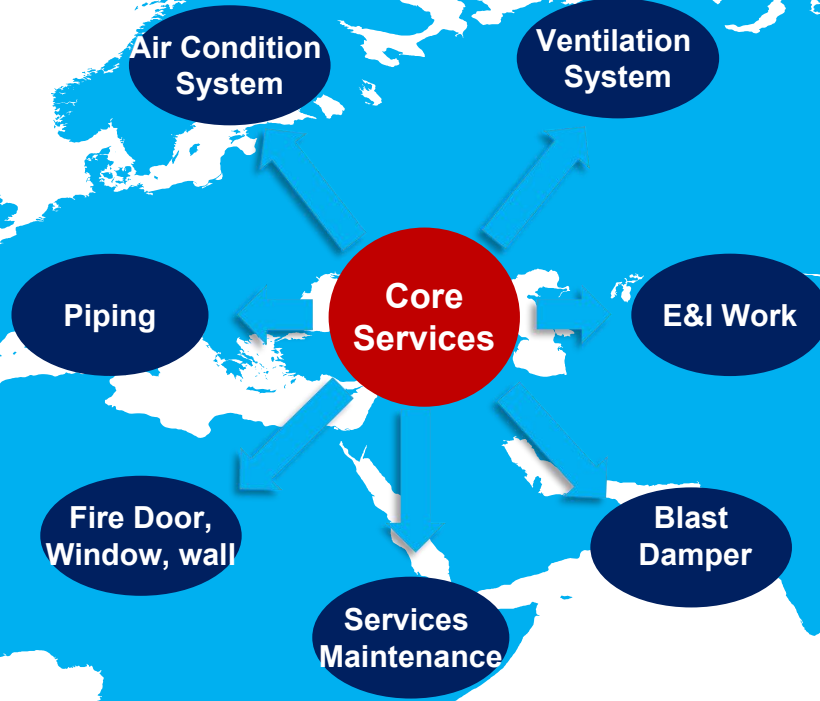 Air Condition
System
Ventilation
System
Core
Services
Piping
E&I Work
Fire Door,
Window, wall
Blast
Damper
Services
Maintenance